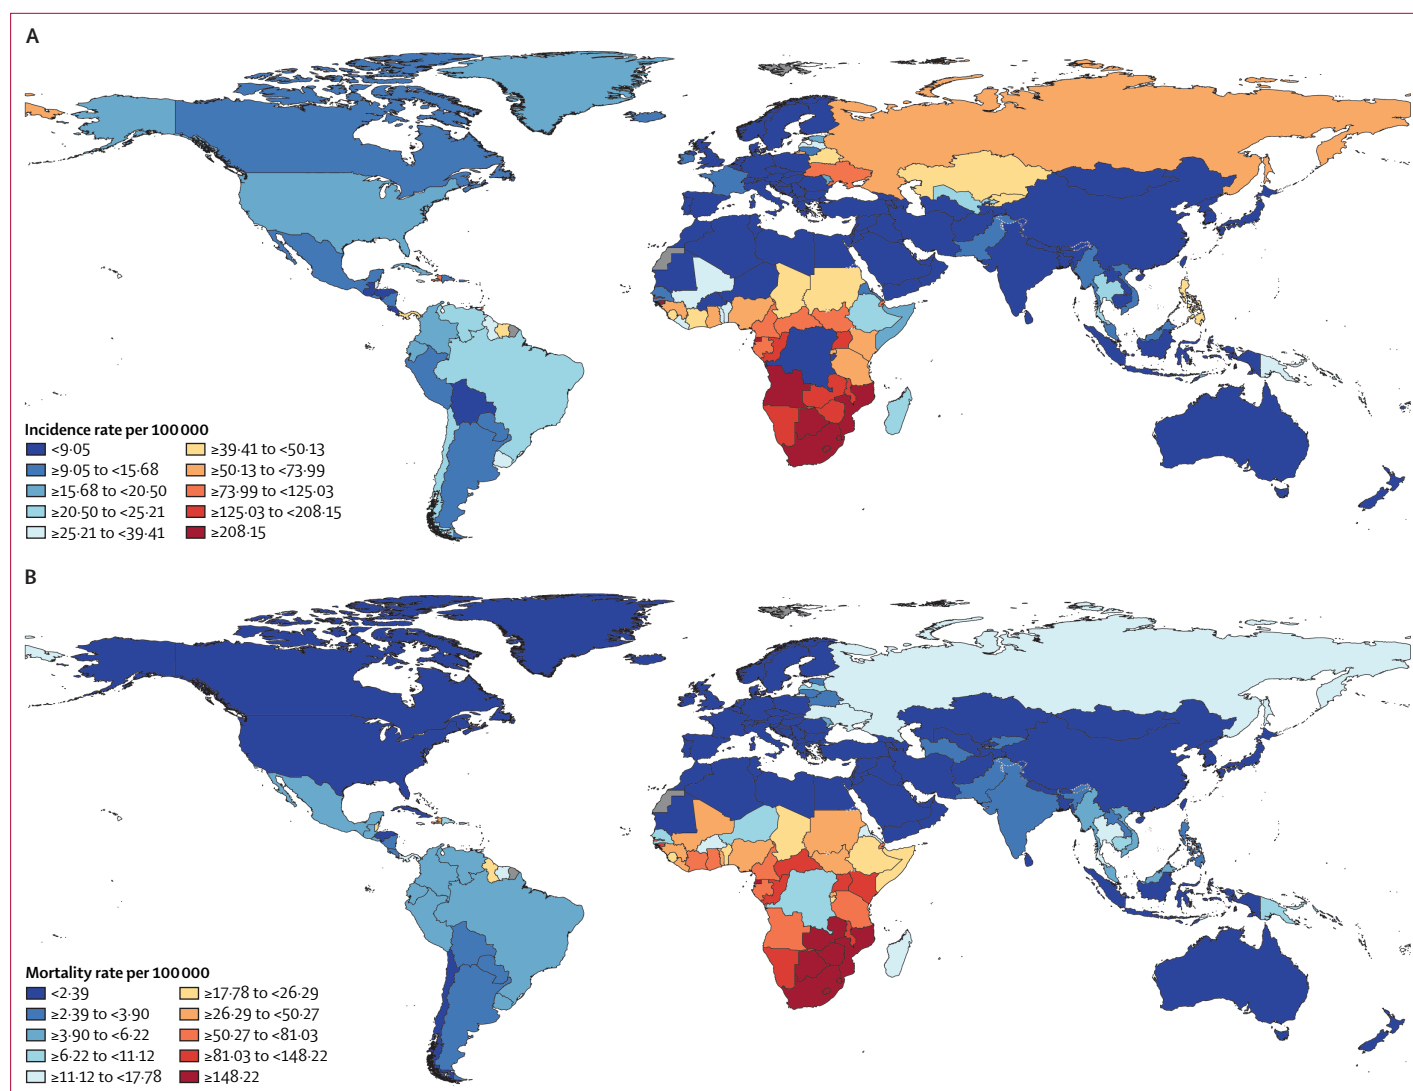 A
Incidence rate per 100 000
<9·05
≥9·05 to <15·68
≥15·68 to <20·50
≥20·50 to <25·21
≥25·21 to <39·41
≥39·41 to <50·13
≥50·13 to <73·99
≥73·99 to <125·03
≥125·03 to <208·15
≥208·15
B
Mortality rate per 100 000
<2·39
≥2·39 to <3·90
≥3·90 to <6·22
≥6·22 to <11·12
≥11·12 to <17·78
≥17·78 to <26·29
≥26·29 to <50·27
≥50·27 to <81·03
≥81·03 to <148·22
≥148·22